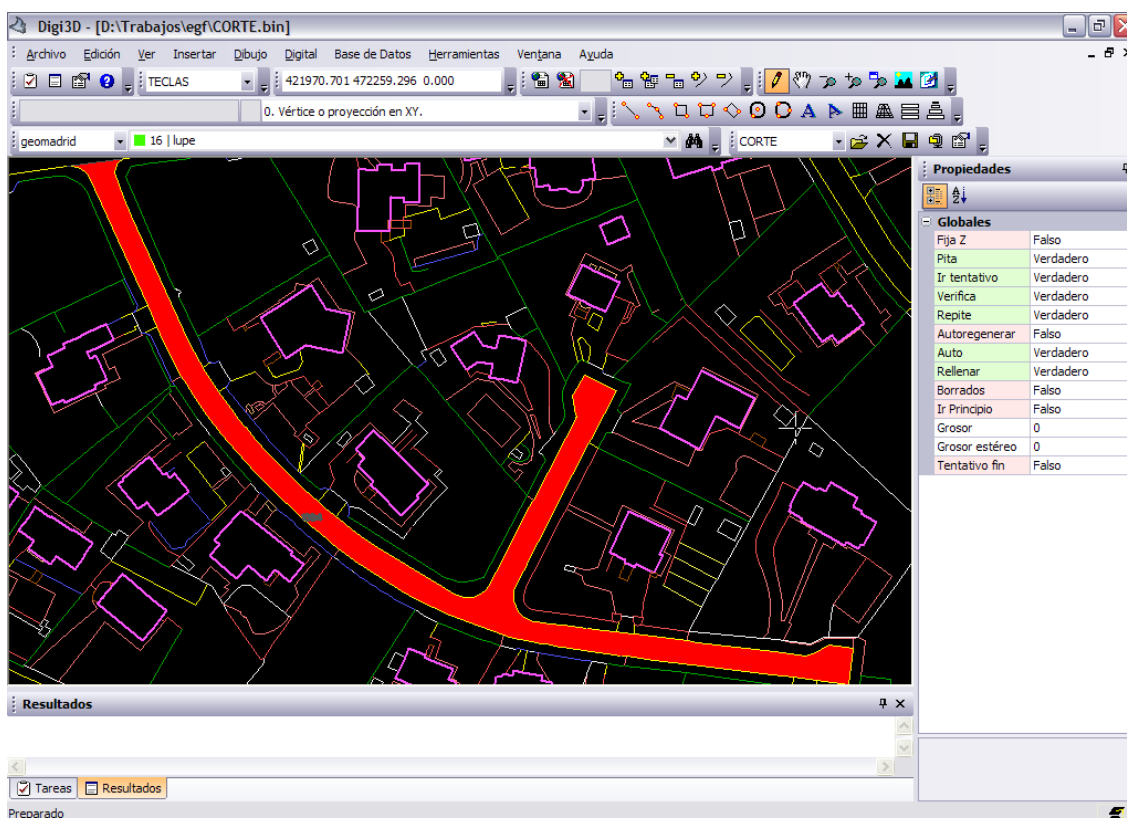 Digi3D - [D:\Trabajos\egf\CORTE.bin]
Archivo Edición Ver Insertar Dibujo Digital Base de Datos Herramientas Ventana Ayuda
TECLAS 421970.701 472259.296 0.000
0. Vértice o proyección en XY.
geomadrid 16 | lupe CORTE
Propiedades
Globales
Fija Z Falso
Pita Verdadero
Ir tentativo Verdadero
Verifica Verdadero
Repite Verdadero
Autoregenerar Falso
Auto Verdadero
Rellenar Verdadero
Borrados Falso
Ir Principio Falso
Grosor 0
Grosor estéreo 0
Tentativo fin Falso
Resultados
Tareas Resultados
Preparado